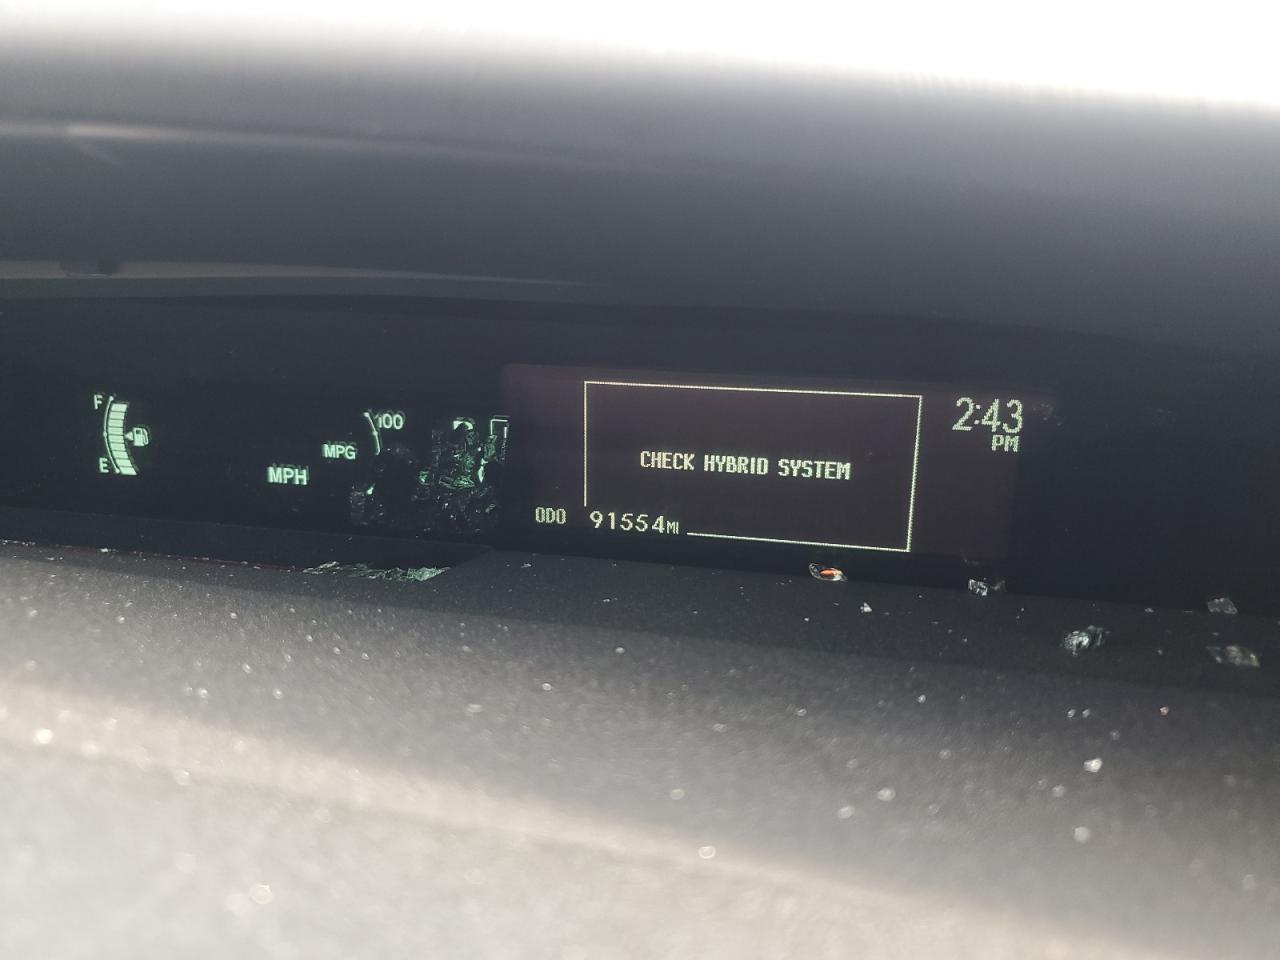 F
E
100
MPG
MPH
CHECK HYBRID SYSTEM
2:43
PM
ODO 91554MI